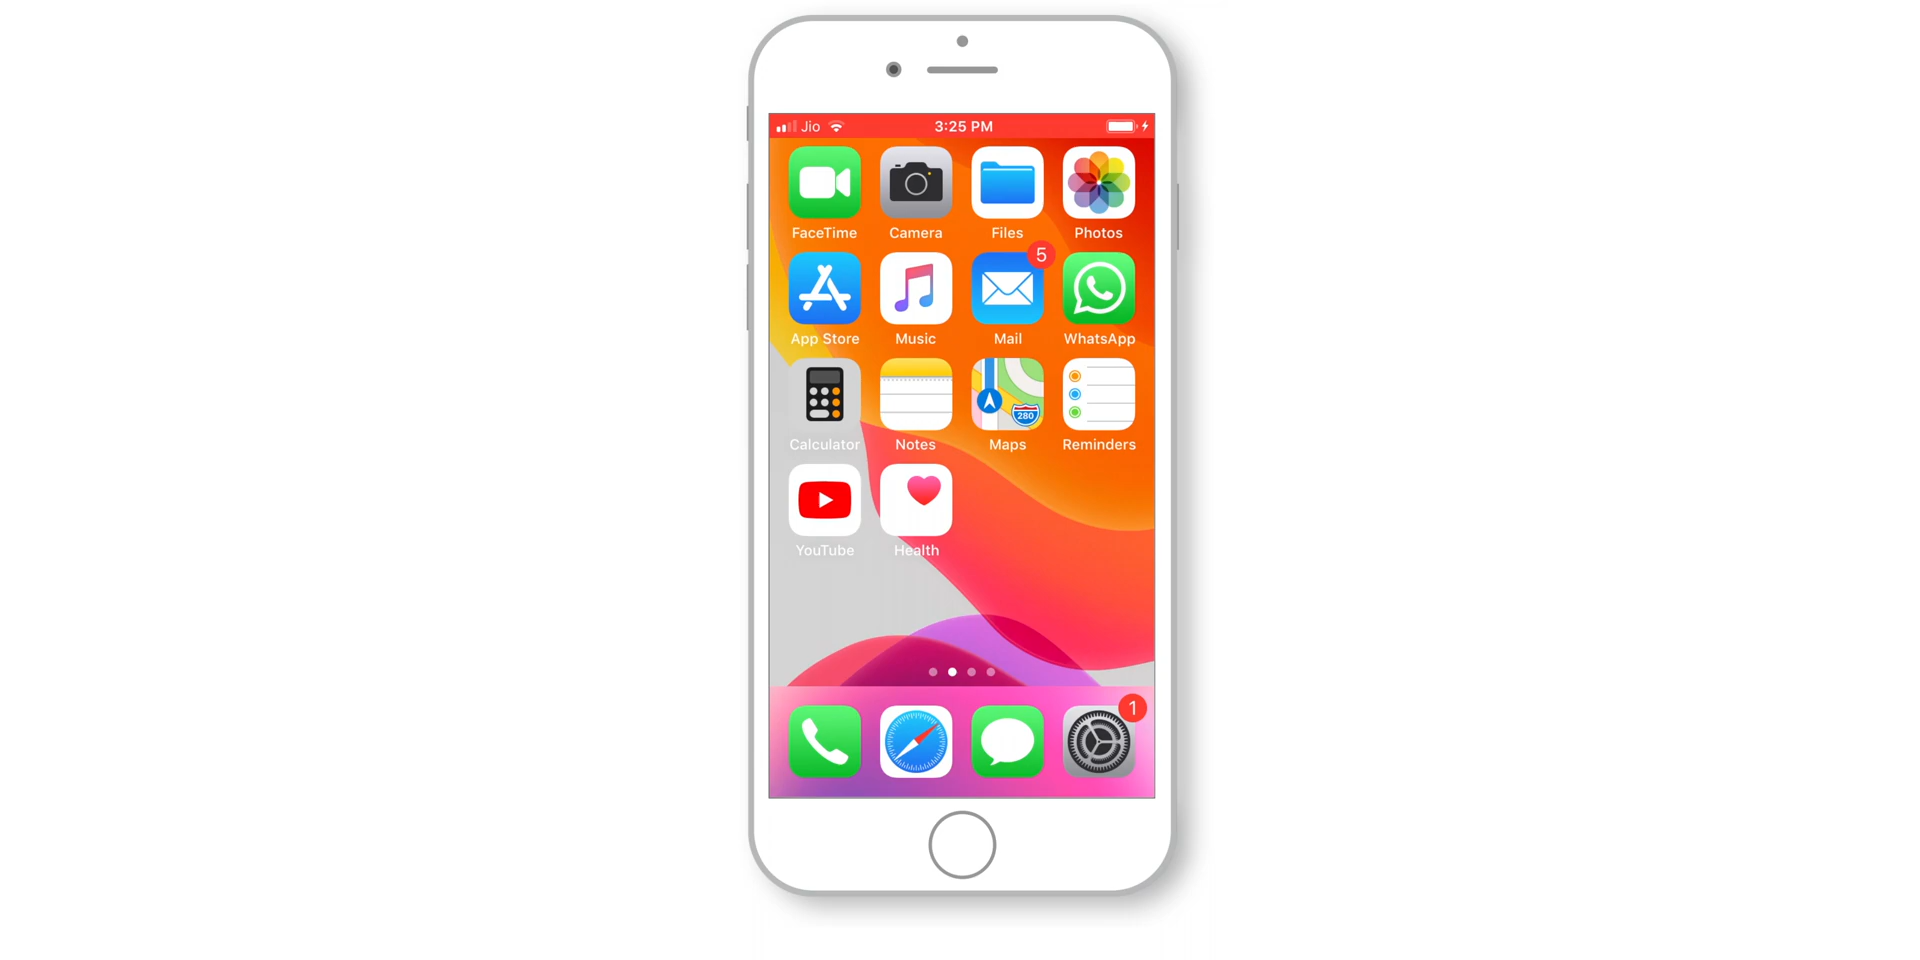 Jio 3:25 PM
FaceTime Camera Files Photos
5
App Store Music Mail WhatsApp
280
Calculator Notes Maps Reminders
YouTube Health
1